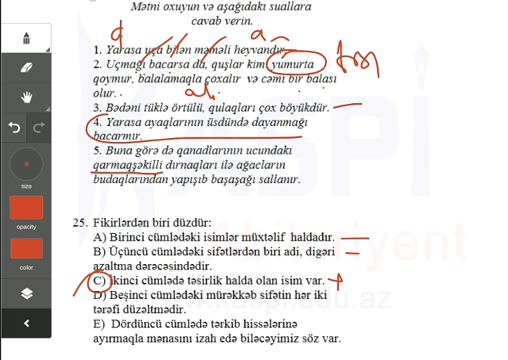 Mətni oxuyun və aşağıdakı suallara
cavab verin.
d a
1. Yarasa uça bilən məməli heyvandır.
2. Uçmağı bacarsa da, quşlar kimi yumurta
qoymur, balalamaqla çoxalır və cəmi bir balası
olur.
3. Bədəni tüklə örtülü, qulaqları çox böyükdür.
4. Yarasa ayaqlarının üsdündə dayanmağı
bacarmır.
5. Buna görə də qanadlarının ucundakı
qarmaqşəkilli dırnaqları ilə ağacların
budaqlarından yapışıb başaşağı sallanır.
25. Fikirlərdən biri düzdür:
A) Birinci cümlədəki isimlər müxtəlif haldadır.
B) Üçüncü cümlədəki sifətlərdən biri adi, digəri
azaltma dərəcəsindədir.
C) İkinci cümlədə təsirlik halda olan isim var. +
D) Beşinci cümlədəki mürəkkəb sifətin hər iki
tərəfi düzəltmədir.
E) Dördüncü cümlədə tərkib hissələrinə
ayırmaqla mənasını izah edə biləcəyimiz söz var.
size
opacity
color